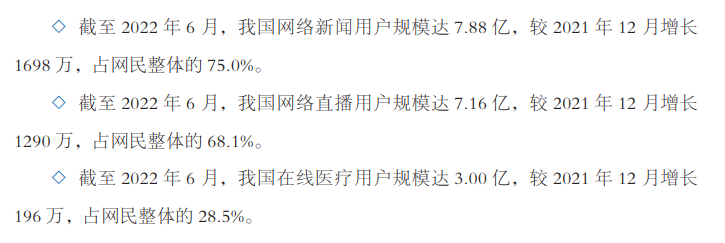 ◇ 截至 2022 年 6 月，我国网络新闻用户规模达 7.88 亿，较 2021 年 12 月增长
1698 万，占网民整体的 75.0%。
◇ 截至 2022 年 6 月，我国网络直播用户规模达 7.16 亿，较 2021 年 12 月增长
1290 万，占网民整体的 68.1%。
◇ 截至 2022 年 6 月，我国在线医疗用户规模达 3.00 亿，较 2021 年 12 月增长
196 万，占网民整体的 28.5%。